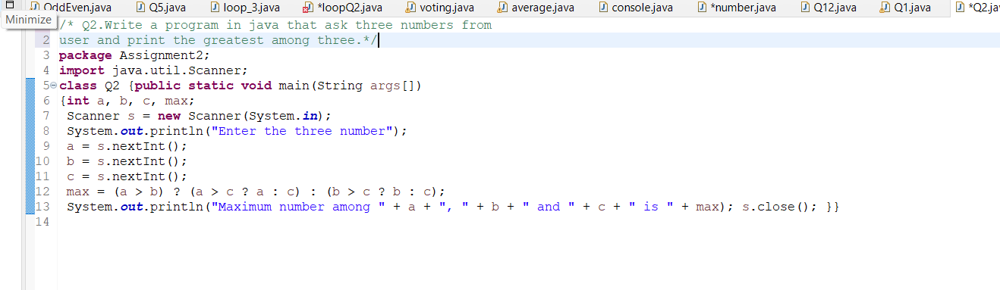 OddEven.java Q5.java loop_3.java *loopQ2.java voting.java average.java console.java *number.java Q12.java Q1.java *Q2.jav
Minimize
/* Q2.Write a program in java that ask three numbers from
2 user and print the greatest among three.*/
3 package Assignment2;
4 import java.util.Scanner;
5 class Q2 {public static void main(String args[])
6 {int a, b, c, max;
7 Scanner s = new Scanner(System.in);
8 System.out.println("Enter the three number");
9 a = s.nextInt();
10 b = s.nextInt();
11 c = s.nextInt();
12 max = (a > b) ? (a > c ? a : c) : (b > c ? b : c);
13 System.out.println("Maximum number among " + a + ", " + b + " and " + c + " is " + max); s.close(); }}
14